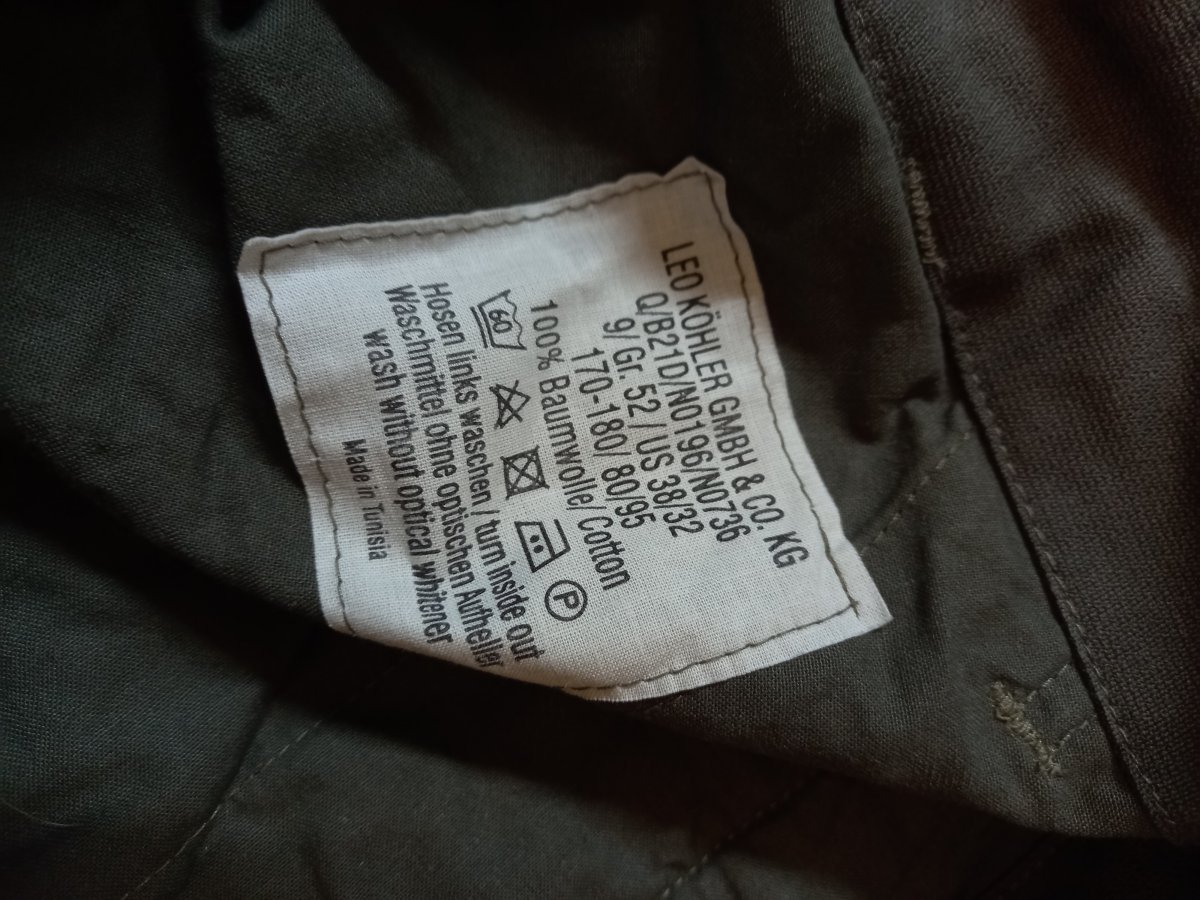 LEO KÖHLER GMBH & CO. KG
Q/B21D/N0196/N0736
9/ Gr. 52 / US 38/32
170-180/ 80/95
100% Baumwolle/ Cotton
60 P
Hosen links waschen / turn inside out
Waschmittel ohne optischen Aufheller
wash without optical whitener
Made in Tunisia